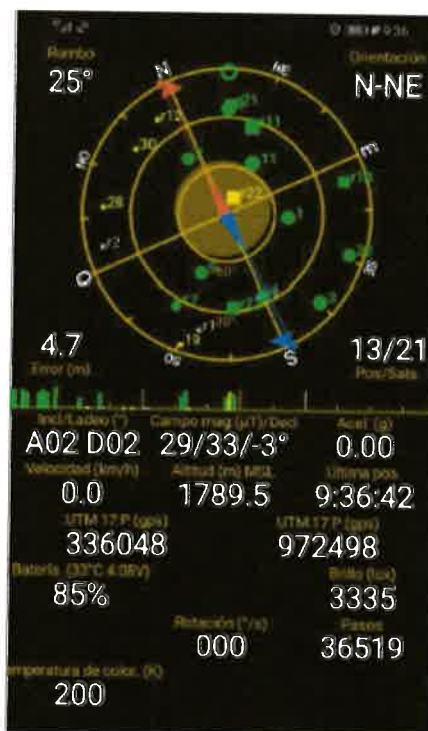 9:36
Rumbo Orientación
25° N-NE
N NE
E
O
S
4.7 13/21
Error (m) Pos/Sats
Incl/Ladeo (°) Campo mag (µT)/Decl Acel. (g)
A02 D02 29/33/-3° 0.00
Velocidad (km/h) Altitud (m) MSL Última pos.
0.0 1789.5 9:36:42
UTM 17 P (gps) UTM 17 P (gps)
336048 972498
Batería (33°C 4.08V) Brillo (lux)
85% 3335
Rotación (°/s) Pasos
000 36519
emperatura de color. (K)
200